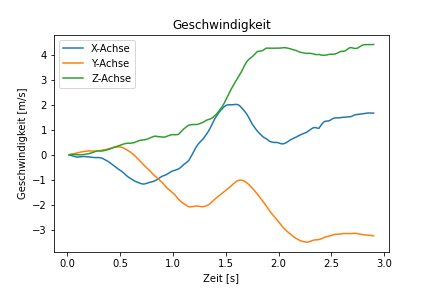 Geschwindigkeit
X-Achse
Y-Achse
Z-Achse
Geschwindigkeit [m/s]
4
3
2
1
0
−1
−2
−3
0.0 0.5 1.0 1.5 2.0 2.5 3.0
Zeit [s]